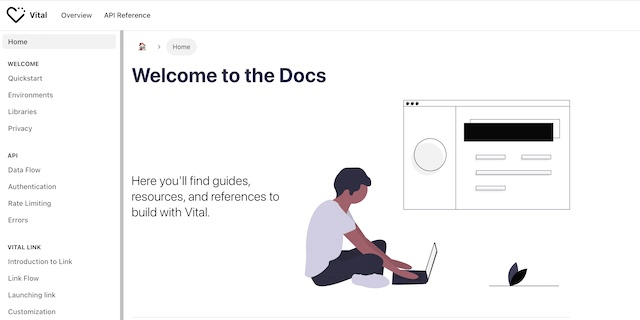 Vital
Overview
API Reference
Home
WELCOME
Quickstart
Environments
Libraries
Privacy
API
Data Flow
Authentication
Rate Limiting
Errors
VITAL LINK
Introduction to Link
Link Flow
Launching link
Customization
Home
Welcome to the Docs
Here you'll find guides,
resources, and references to
build with Vital.